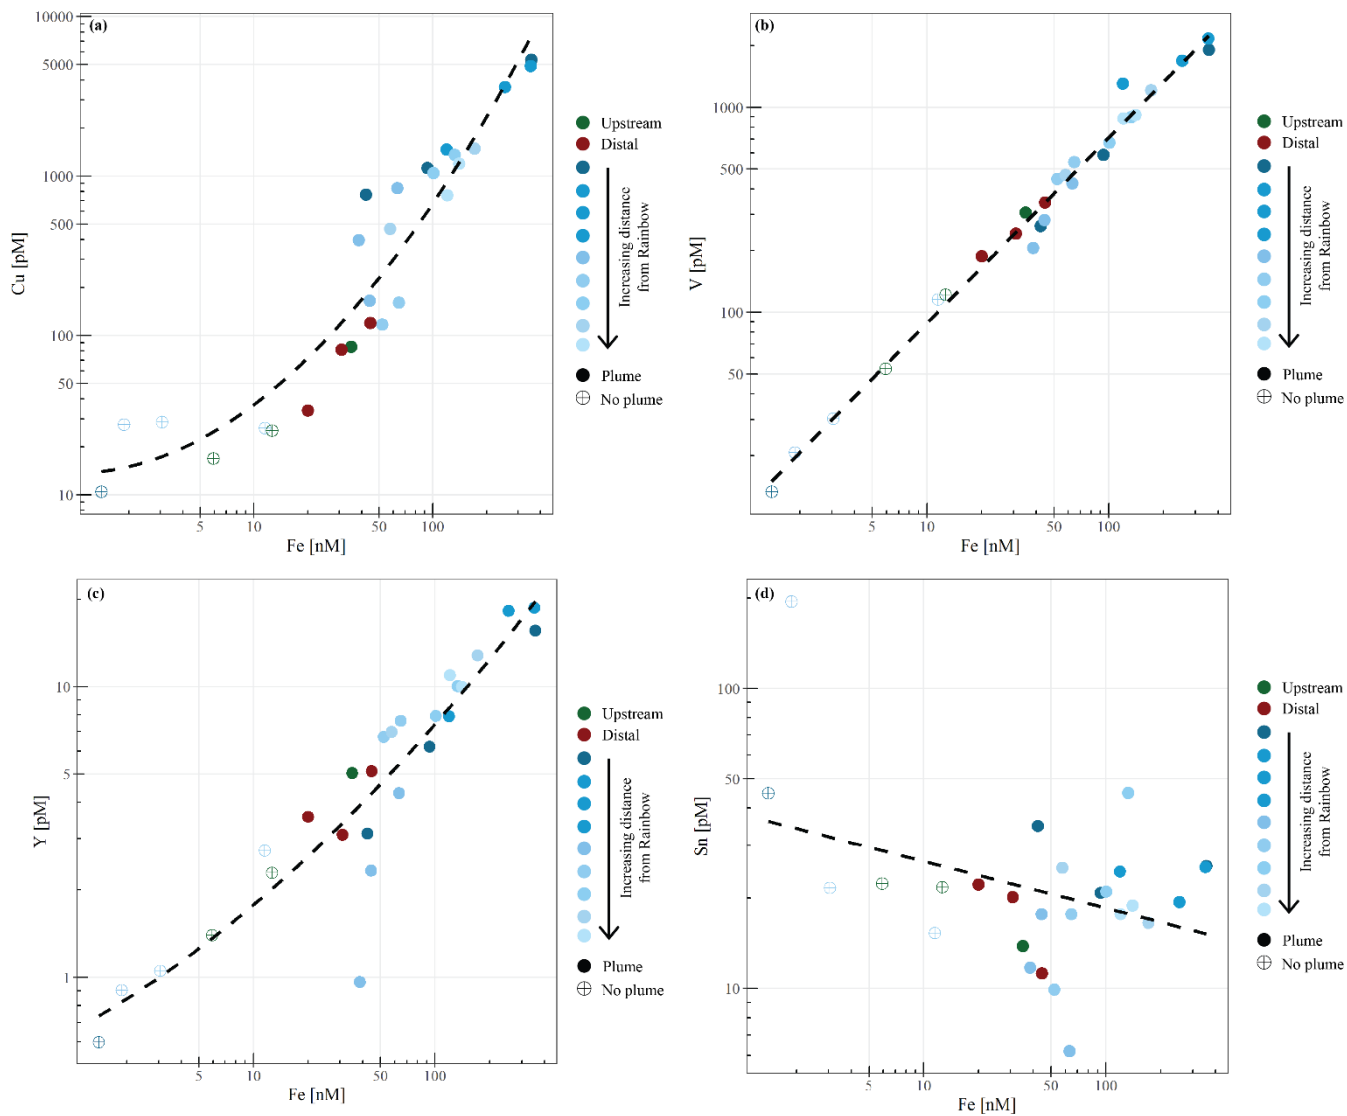 (a)
10000
5000
1000
500
100
50
10
Cu [pM]
5
10
50
100
Fe [nM]
Upstream
Distal
Increasing distance
from Rainbow
Plume
No plume
(b)
1000
500
100
50
V [pM]
5
10
50
100
Fe [nM]
Upstream
Distal
Increasing distance
from Rainbow
Plume
No plume
(c)
10
5
1
Y [pM]
5
10
50
100
Fe [nM]
Upstream
Distal
Increasing distance
from Rainbow
Plume
No plume
(d)
100
50
10
Sn [pM]
10
50
100
Fe [nM]
Upstream
Distal
Increasing distance
from Rainbow
Plume
No plume